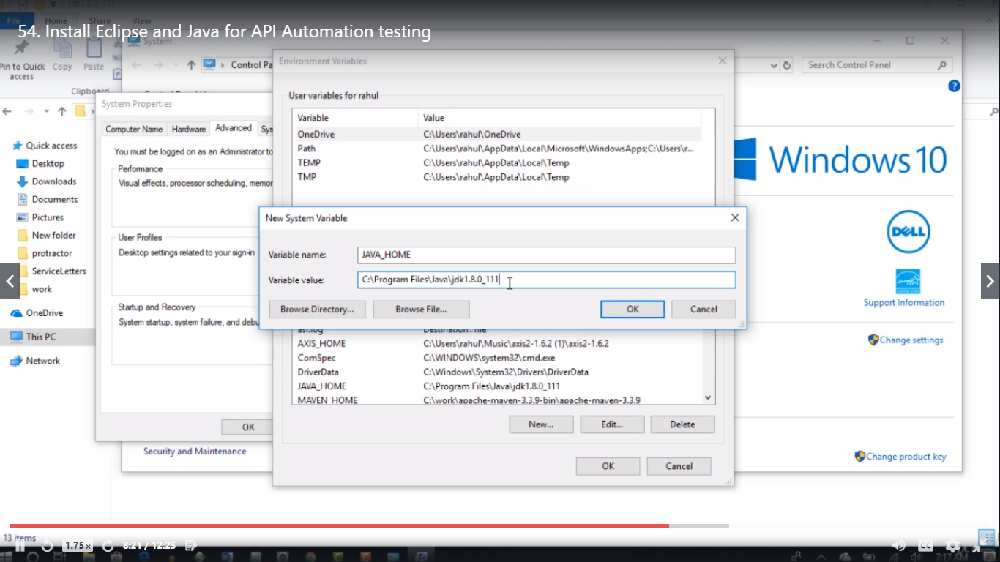 jdk1.8.0_111
File
Home
Share
View
54. Install Eclipse and Java for API Automation testing
System
Pin to Quick
access
Copy
Paste
Clipboard
Control Pa
Search Control Panel
Environment Variables
User variables for rahul
Variable
Value
OneDrive
C:\Users\rahul\OneDrive
Path
C:\Users\rahul\AppData\Local\Microsoft\WindowsApps;C:\Users\r...
TEMP
C:\Users\rahul\AppData\Local\Temp
TMP
C:\Users\rahul\AppData\Local\Temp
System Properties
Computer Name
Hardware
Advanced
Sys
You must be logged on as an Administrator to
Performance
Visual effects, processor scheduling, memor
User Profiles
Desktop settings related to your sign-in
Startup and Recovery
System startup, system failure, and debu
OK
Security and Maintenance
Quick access
Desktop
Downloads
Documents
Pictures
New folder
protractor
ServiceLetters
work
OneDrive
This PC
Network
New System Variable
Variable name:
JAVA_HOME
Variable value:
C:\Program Files\Java\jdk1.8.0_111
Browse Directory...
Browse File...
OK
Cancel
asl.log
Destination=file
AXIS_HOME
C:\Users\rahul\Music\axis2-1.6.2 (1)\axis2-1.6.2
ComSpec
C:\WINDOWS\system32\cmd.exe
DriverData
C:\Windows\System32\Drivers\DriverData
JAVA_HOME
C:\Program Files\Java\jdk1.8.0_111
MAVEN_HOME
C:\work\apache-maven-3.3.9-bin\apache-maven-3.3.9
New...
Edit...
Delete
OK
Cancel
Windows 10
DELL
Support Information
Change settings
Change product key
13 items
1.75x
8:21 / 12:25
CC
7:17 AM